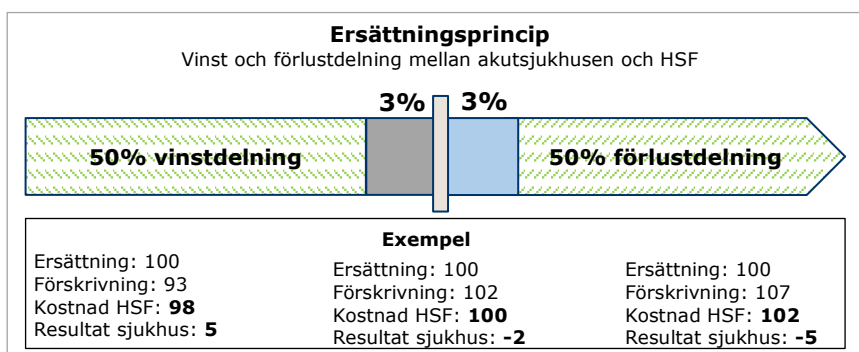 Ersättningsprincip
Vinst och förlustdelning mellan akutsjukhusen och HSF
3% 3%
50% vinstdelning 50% förlustdelning
Exempel
Ersättning: 100
Förskrivning: 93
Kostnad HSF: 98
Resultat sjukhus: 5
Ersättning: 100
Förskrivning: 102
Kostnad HSF: 100
Resultat sjukhus: -2
Ersättning: 100
Förskrivning: 107
Kostnad HSF: 102
Resultat sjukhus: -5